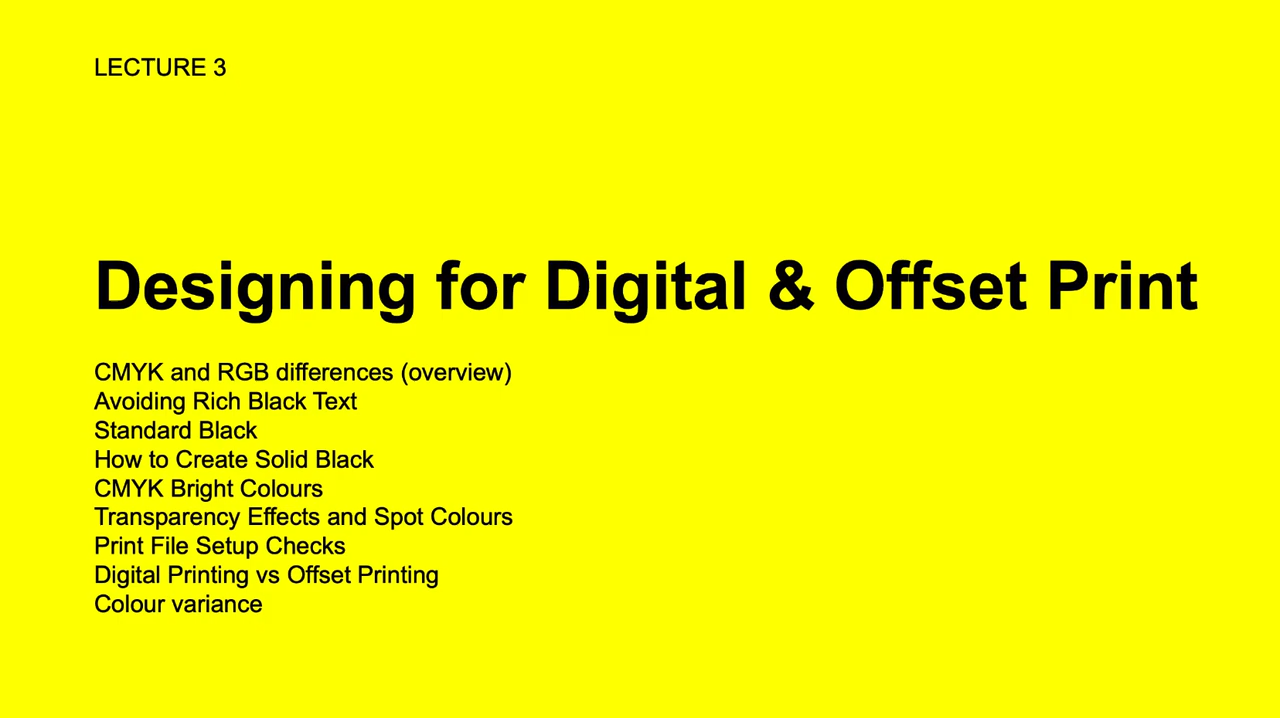 LECTURE 3
Designing for Digital & Offset Print
CMYK and RGB differences (overview)
Avoiding Rich Black Text
Standard Black
How to Create Solid Black
CMYK Bright Colours
Transparency Effects and Spot Colours
Print File Setup Checks
Digital Printing vs Offset Printing
Colour variance